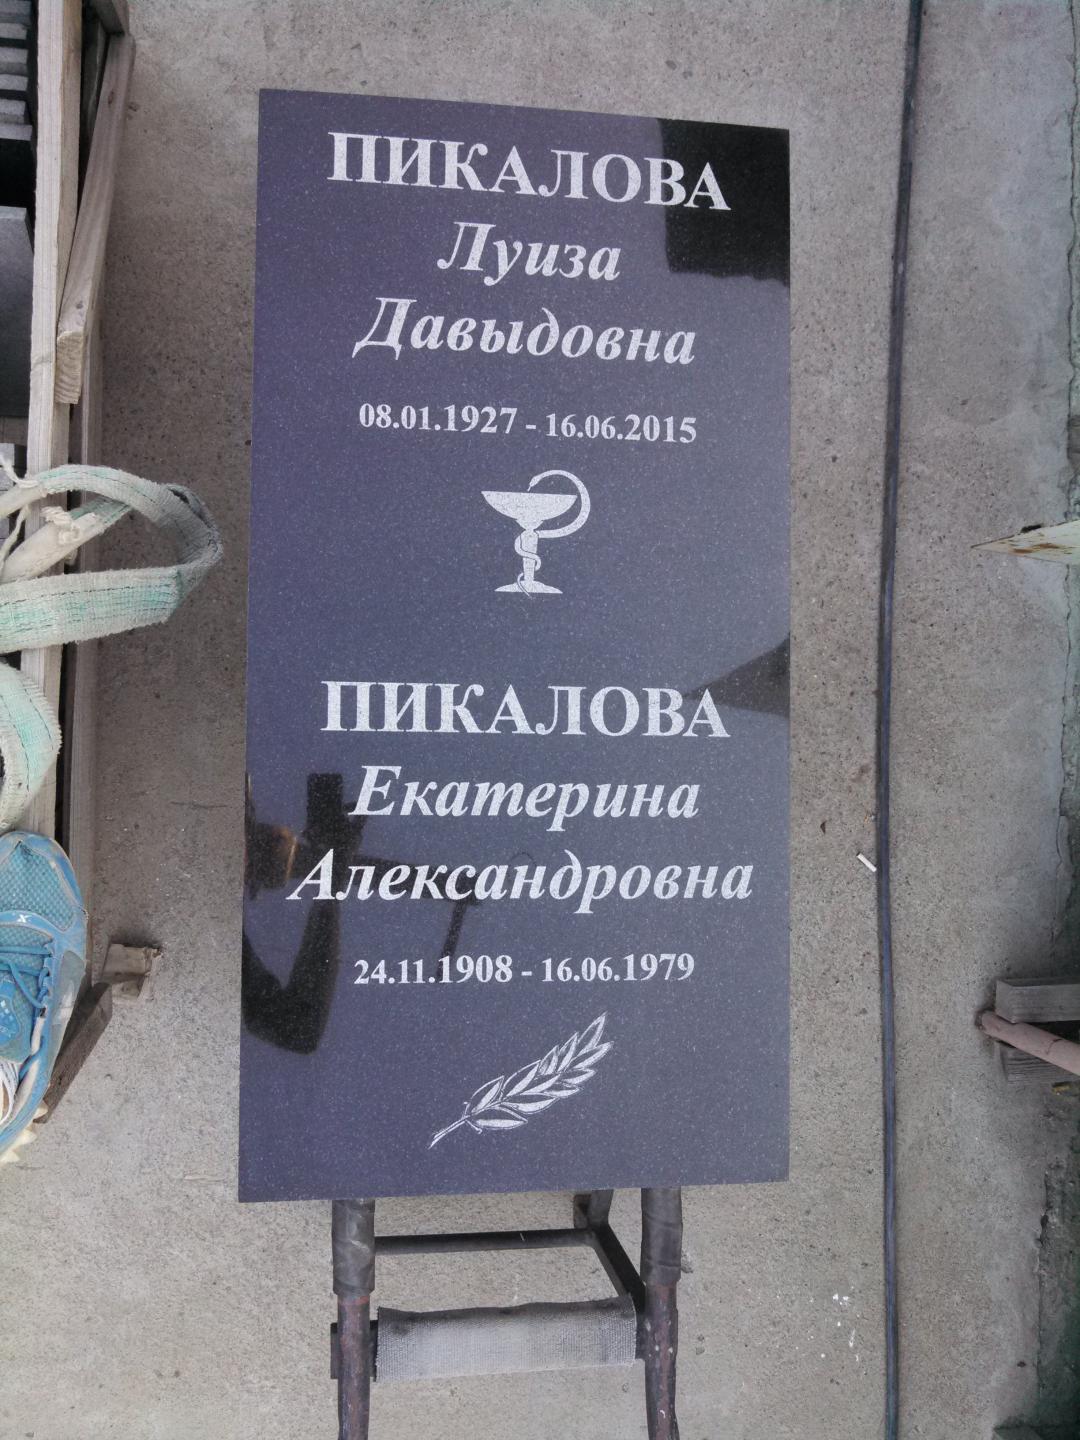 ПИКАЛОВА
Луиза
Давыдовна
08.01.1927 - 16.06.2015
ПИКАЛОВА
Екатерина
Александровна
24.11.1908 - 16.06.1979